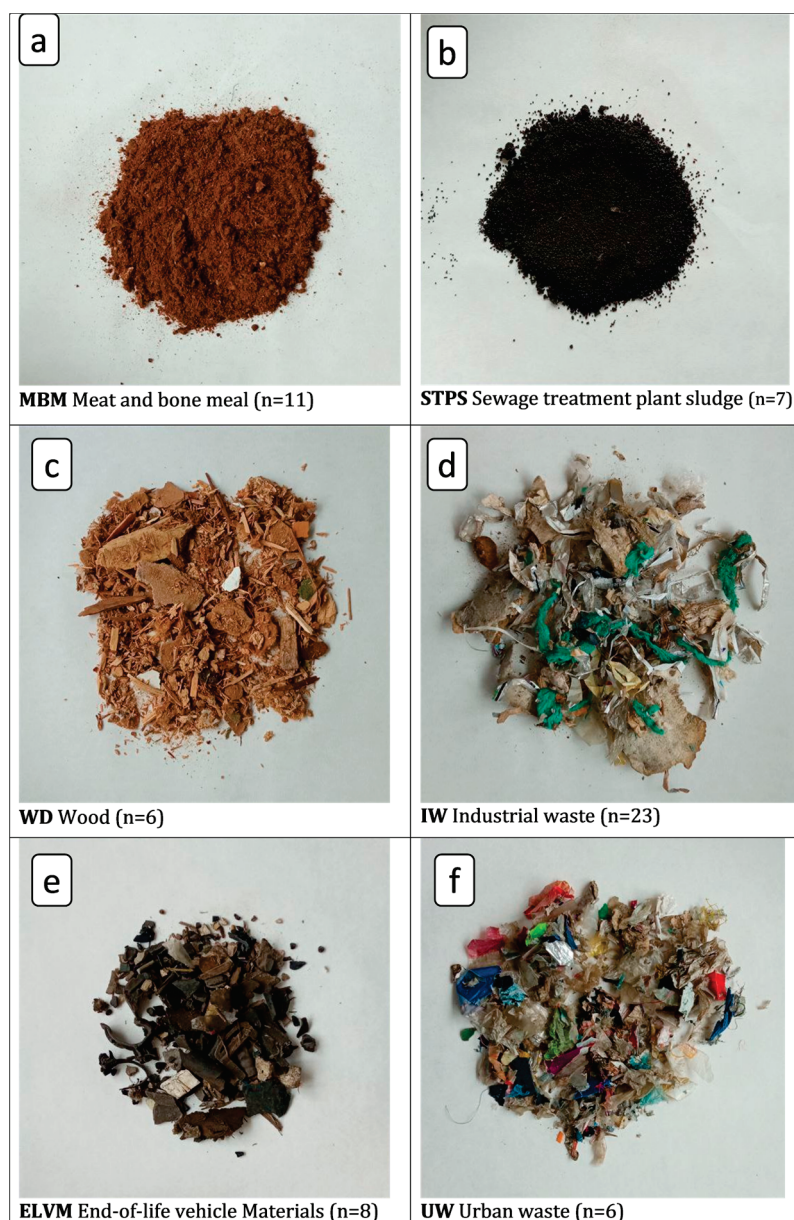 a
b
MBM Meat and bone meal (n=11)
STPS Sewage treatment plant sludge (n=7)
c
d
WD Wood (n=6)
IW Industrial waste (n=23)
e
f
ELVM End-of-life vehicle Materials (n=8)
UW Urban waste (n=6)